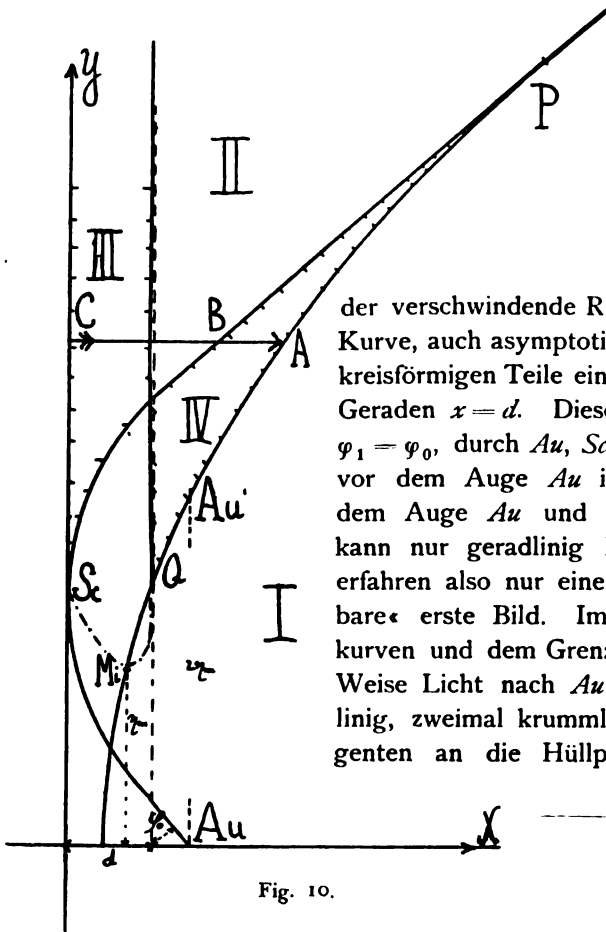 y
II
P
III
C
B
A
IV
Au'
Sc
Q
I
Mi
η
2η
φ₀
d
Au
X
der verschwindende R
Kurve, auch asymptoti
kreisförmigen Teile ein
Geraden x = d. Diese
φ₁ = φ₀, durch Au, Sc
vor dem Auge Au i
dem Auge Au und
kann nur geradlinig
erfahren also nur eine
bare« erste Bild. Im
kurven und dem Grenz
Weise Licht nach Au
linig, zweimal krumml
genten an die Hüllp
Fig. 10.